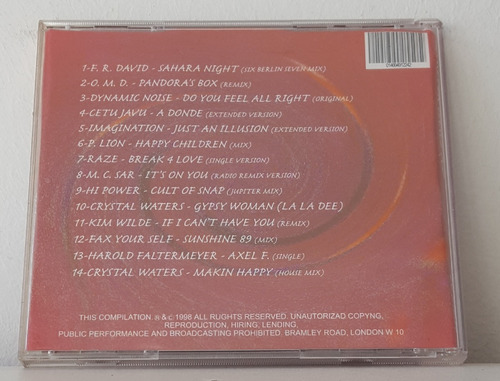 1-F. R. DAVID - SAHARA NIGHT (SIX BERLIN SEVEN MIX)
2-O. M. D. - PANDORA'S BOX (REMIX)
3-DYNAMIC NOISE - DO YOU FEEL ALL RIGHT (ORIGINAL)
4-CETU JAVU - A DONDE (EXTENDED VERSION)
5-IMAGINATION - JUST AN ILLUSION (EXTENDED VERSION)
6-P. LION - HAPPY CHILDREN (MIX)
7-RAZE - BREAK 4 LOVE (SINGLE VERSION)
8-M. C. SAR - IT'S ON YOU (RADIO REMIX VERSION)
9-HI POWER - CULT OF SNAP (JUPITER MIX)
10-CRYSTAL WATERS - GYPSY WOMAN (LA LA DEE)
11-KIM WILDE - IF I CAN'T HAVE YOU (REMIX)
12-FAX YOUR SELF - SUNSHINE 89 (MIX)
13-HAROLD FALTERMEYER - AXEL F. (SINGLE)
14-CRYSTAL WATERS - MAKIN HAPPY (HOUSE MIX)
THIS COMPILATION. & c.1998 ALL RUGHTS RESERVED. UNAUTORIZAD COPYNG,
REPRODUCTION, HIRING, LENDING,
PUBLIC PERFORMANCE AND BROADCASTING PROHIBITED. BRAMLEY ROAD, LONDON W 10